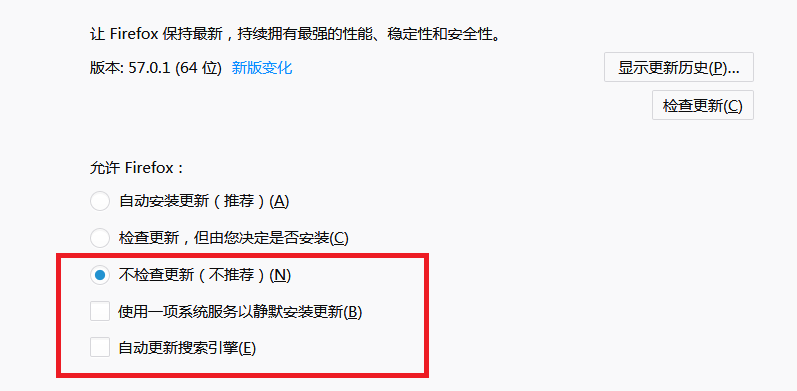 让 Firefox 保持最新，持续拥有最强的性能、稳定性和安全性。
版本: 57.0.1 (64 位) 新版变化
显示更新历史(P)...
检查更新(C)
允许 Firefox：
自动安装更新（推荐）(A)
检查更新，但由您决定是否安装(C)
不检查更新（不推荐）(N)
使用一项系统服务以静默安装更新(B)
自动更新搜索引擎(E)